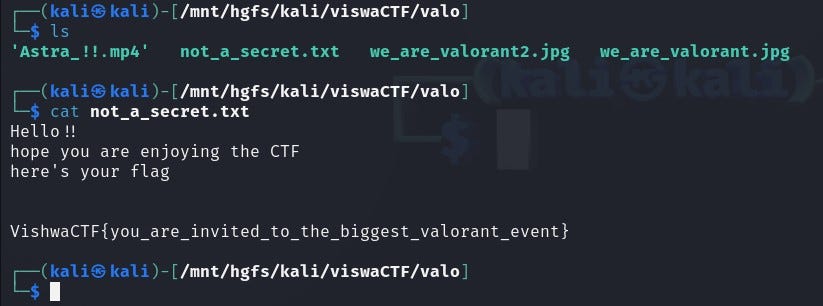 ┌──(kali㉿kali)-[/mnt/hgfs/kali/viswaCTF/valo]
└─$ ls
'Astra_!!.mp4'   not_a_secret.txt   we_are_valorant2.jpg   we_are_valorant.jpg
┌──(kali㉿kali)-[/mnt/hgfs/kali/viswaCTF/valo]
└─$ cat not_a_secret.txt
Hello!!
hope you are enjoying the CTF
here's your flag
VishwaCTF{you_are_invited_to_the_biggest_valorant_event}
┌──(kali㉿kali)-[/mnt/hgfs/kali/viswaCTF/valo]
└─$
(kali㉿kali)
$